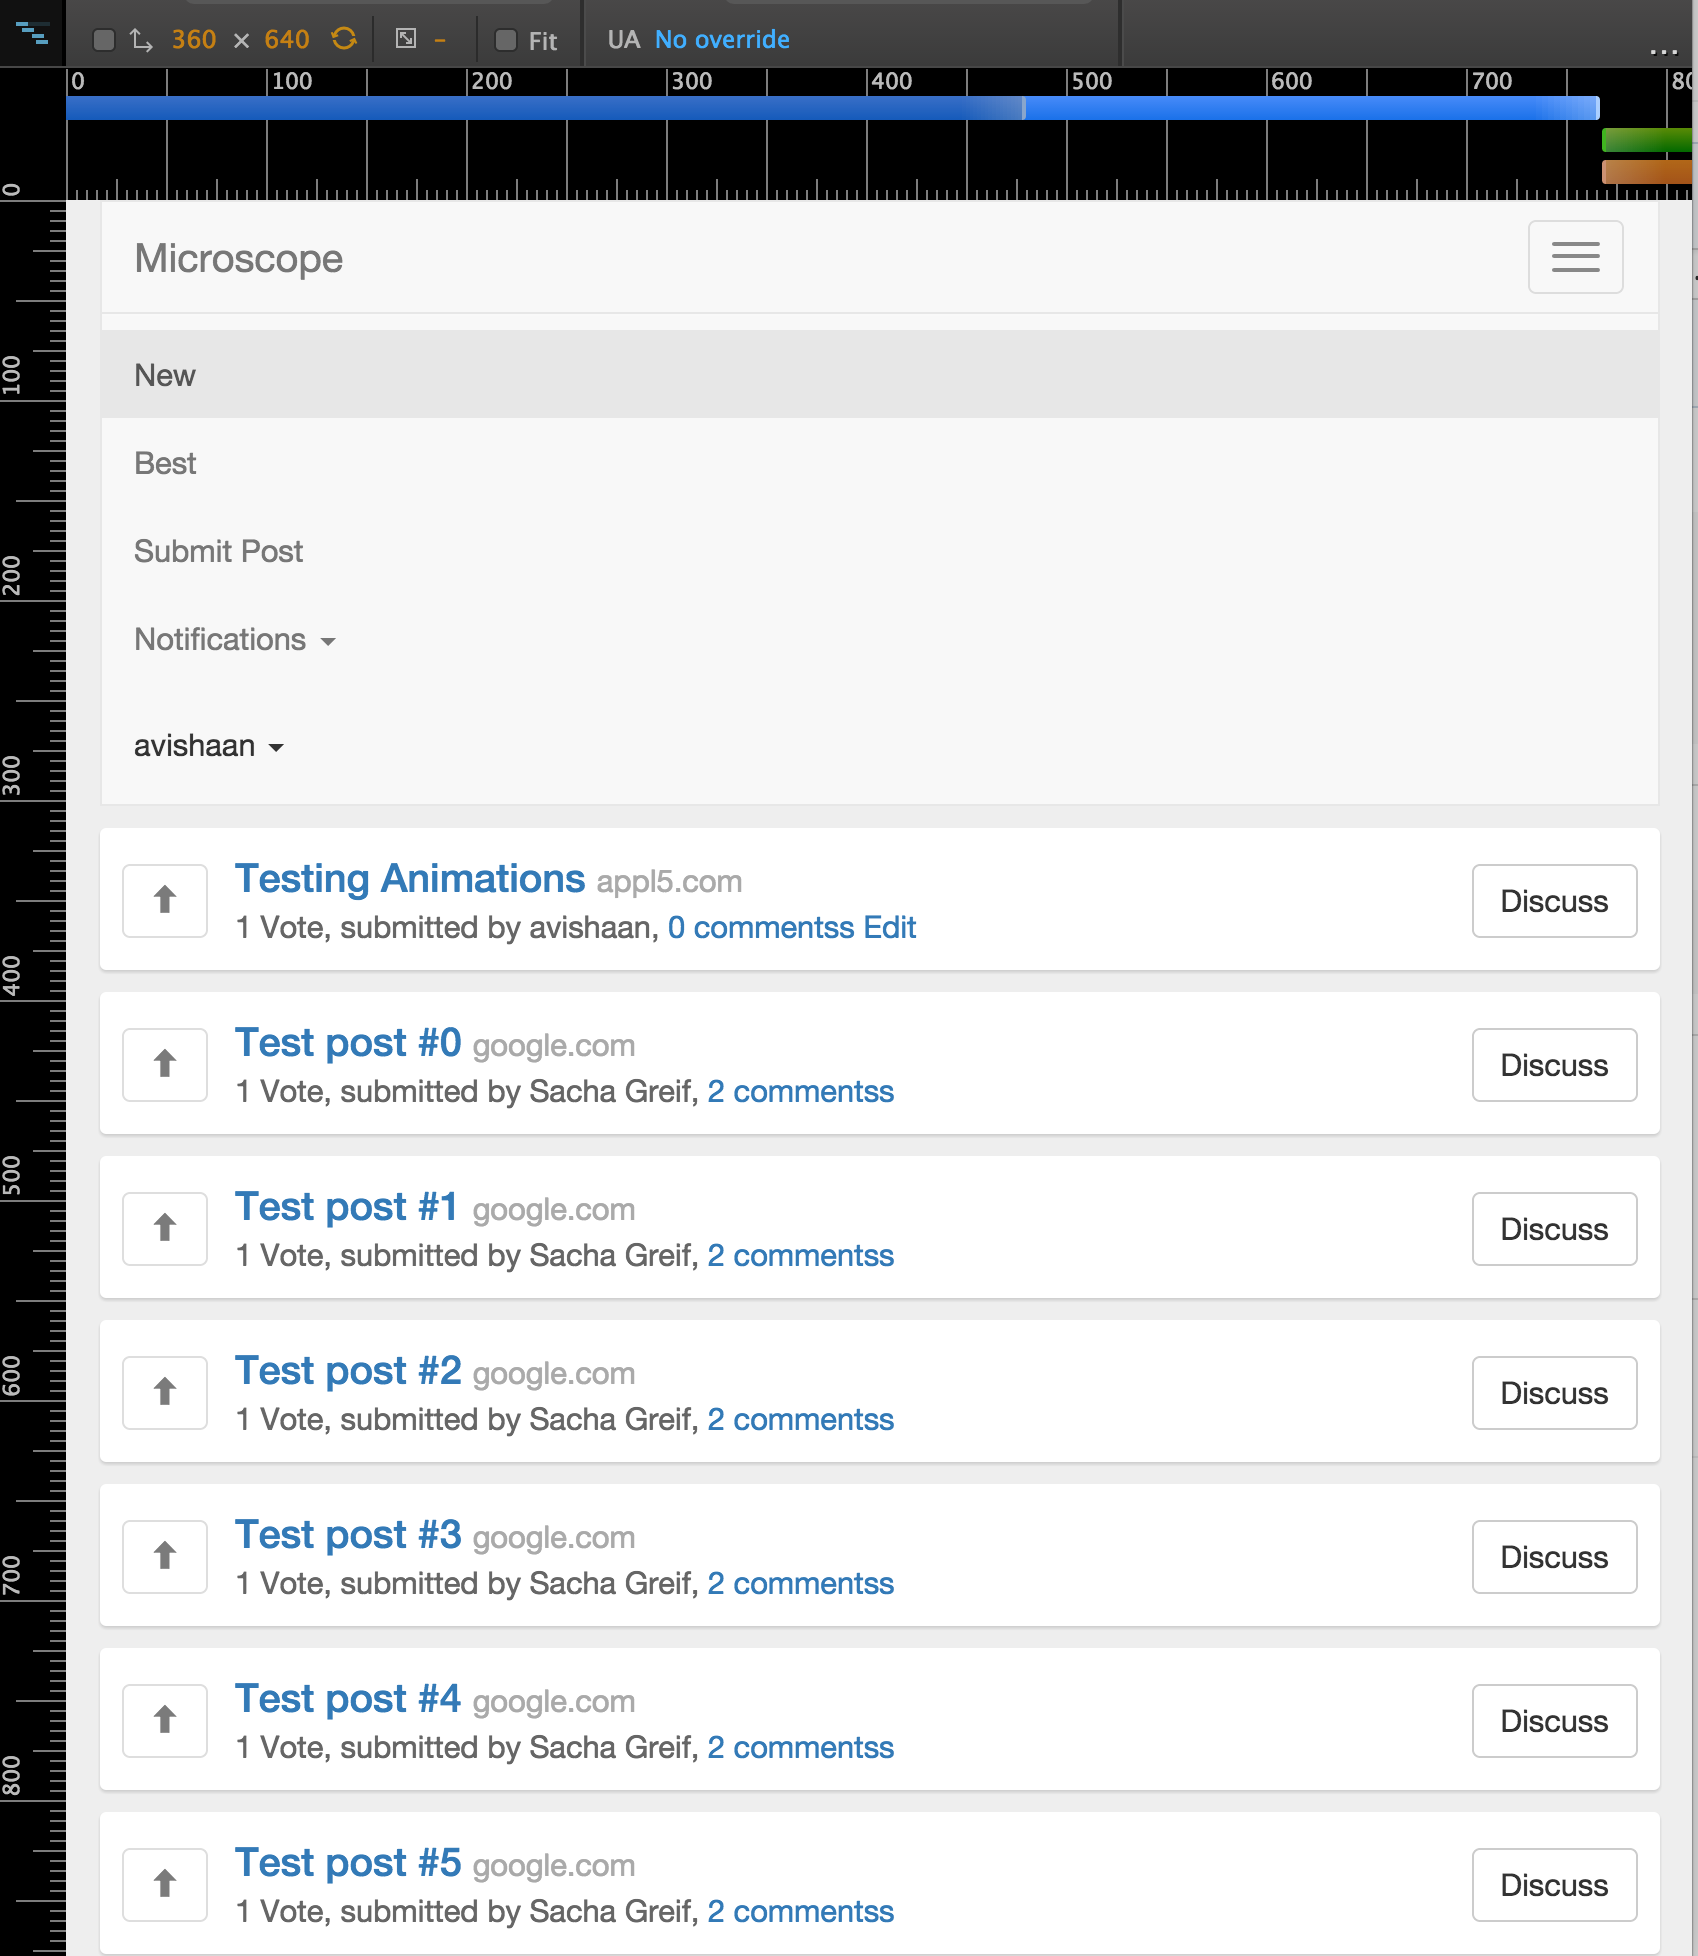 360 × 640 – Fit UA No override ...
0 100 200 300 400 500 600 700 80
0
Microscope
100
New
Best
Submit Post
200
Notifications
avishaan
300
Testing Animations appl5.com
1 Vote, submitted by avishaan, 0 commentss Edit
Discuss
400
Test post #0 google.com
1 Vote, submitted by Sacha Greif, 2 commentss
Discuss
500
Test post #1 google.com
1 Vote, submitted by Sacha Greif, 2 commentss
Discuss
600
Test post #2 google.com
1 Vote, submitted by Sacha Greif, 2 commentss
Discuss
Test post #3 google.com
1 Vote, submitted by Sacha Greif, 2 commentss
Discuss
700
Test post #4 google.com
1 Vote, submitted by Sacha Greif, 2 commentss
Discuss
800
Test post #5 google.com
1 Vote, submitted by Sacha Greif, 2 commentss
Discuss